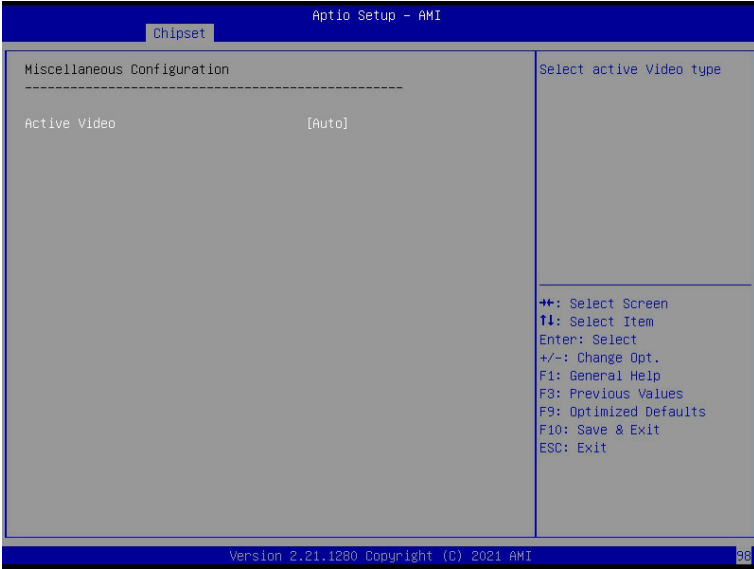 Aptio Setup – AMI
Chipset
Miscellaneous Configuration
--------------------------------------------------
Active Video [Auto]
Select active Video type
→←: Select Screen
↑↓: Select Item
Enter: Select
+/-: Change Opt.
F1: General Help
F3: Previous Values
F9: Optimized Defaults
F10: Save & Exit
ESC: Exit
Version 2.21.1280 Copyright (C) 2021 AMI
98